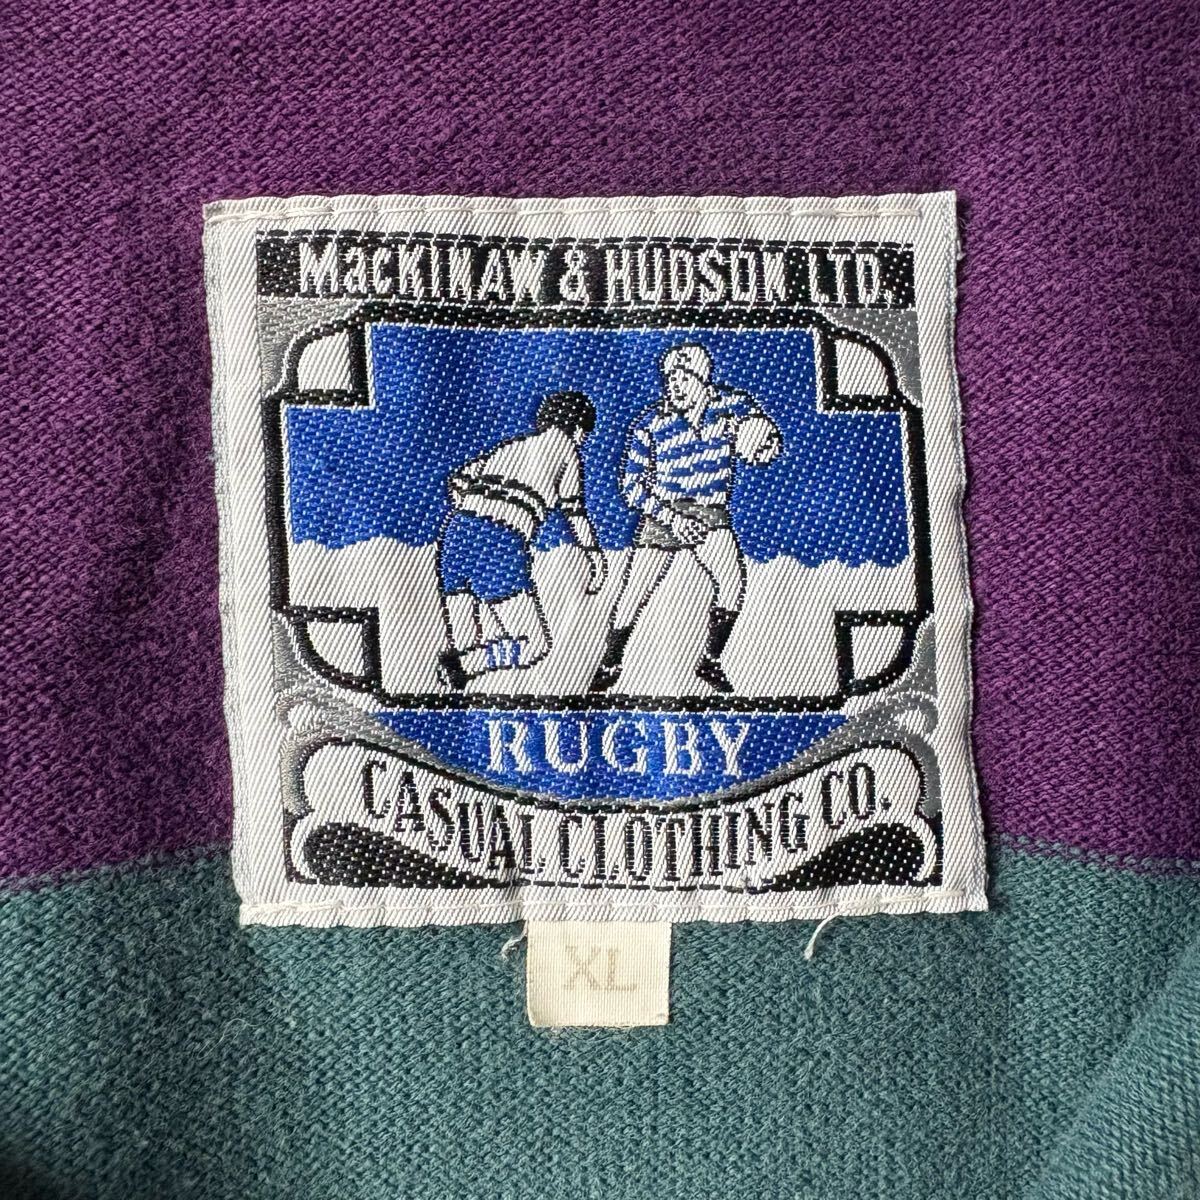 MacKINAW & HUDSON LTD.
RUGBY
CASUAL CLOTHING CO.
XL